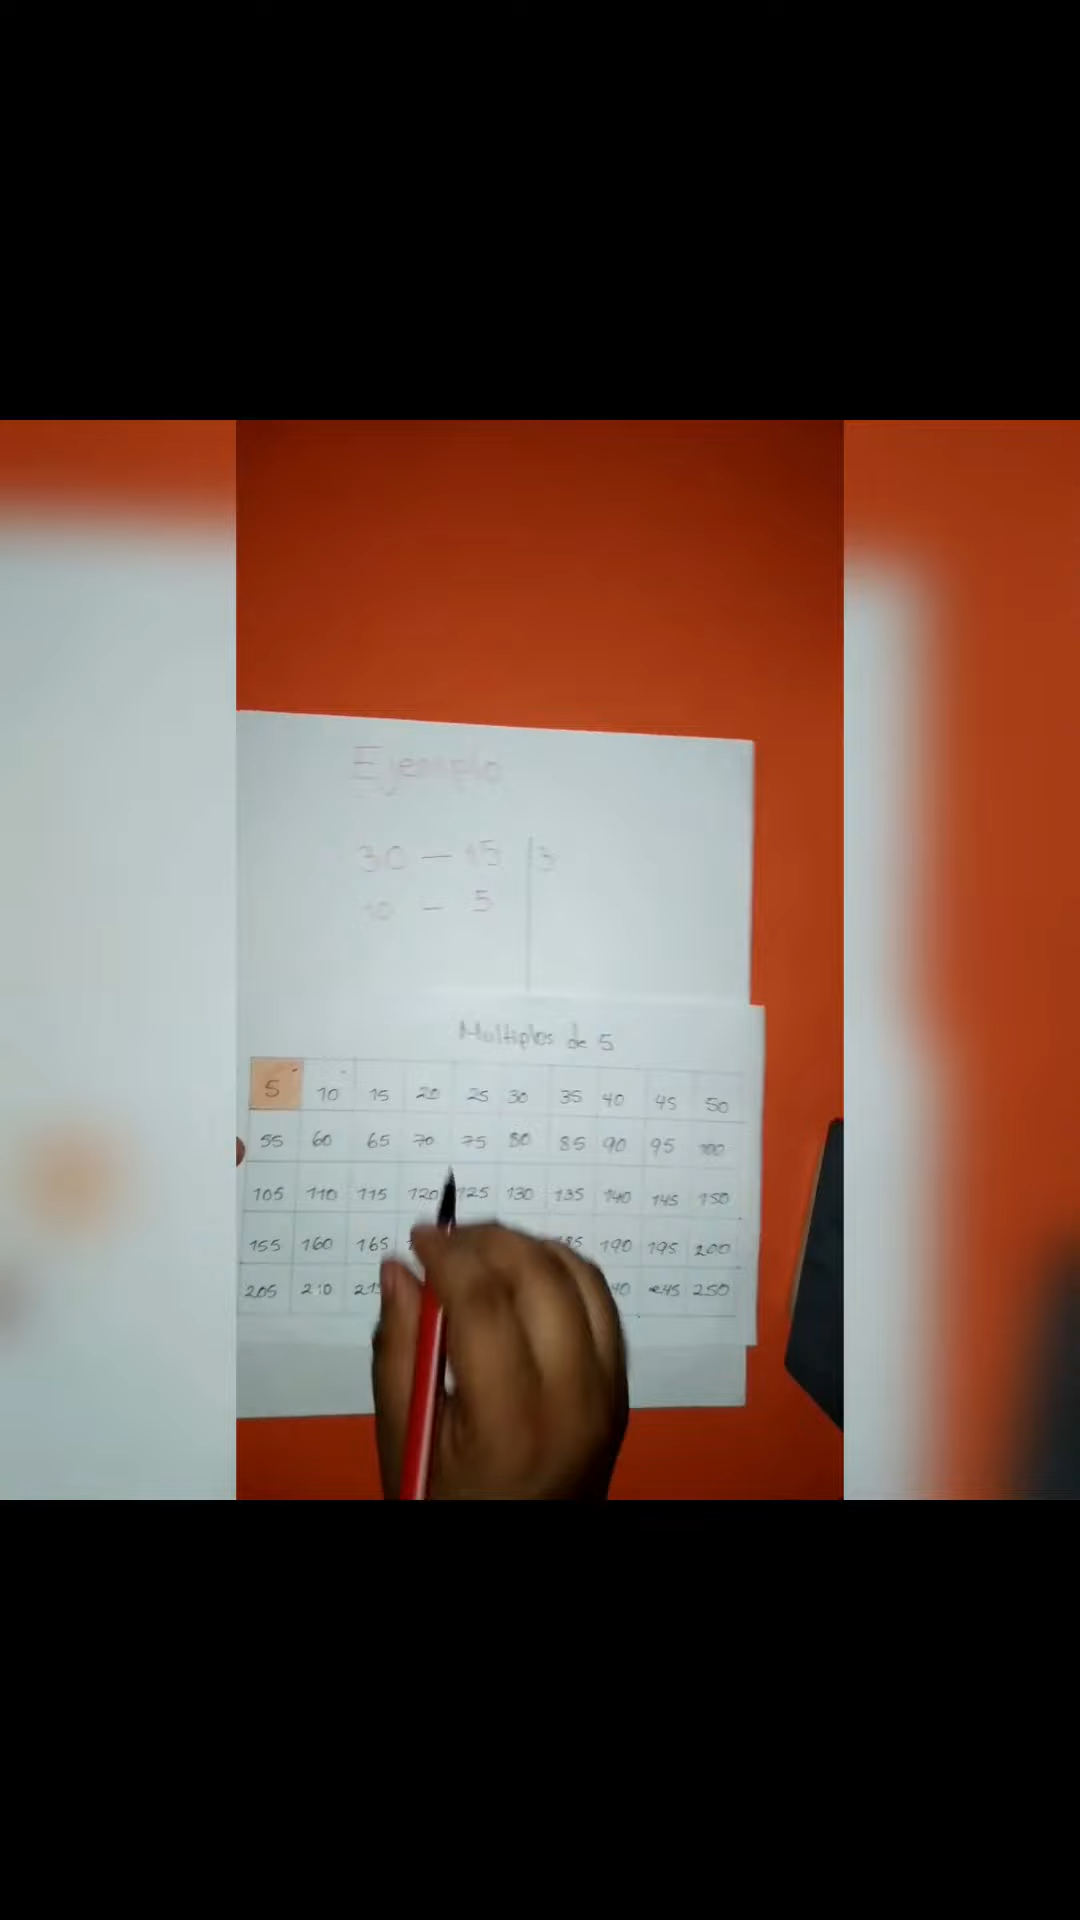 Ejemplo
30 — 15 | 3
10 — 5
Multiplos de 5
5 10 15 20 25 30 35 40 45 50
55 60 65 70 75 80 85 90 95 100
105 110 115 120 125 130 135 140 145 150
155 160 165 190 195 200
205 210 245 250